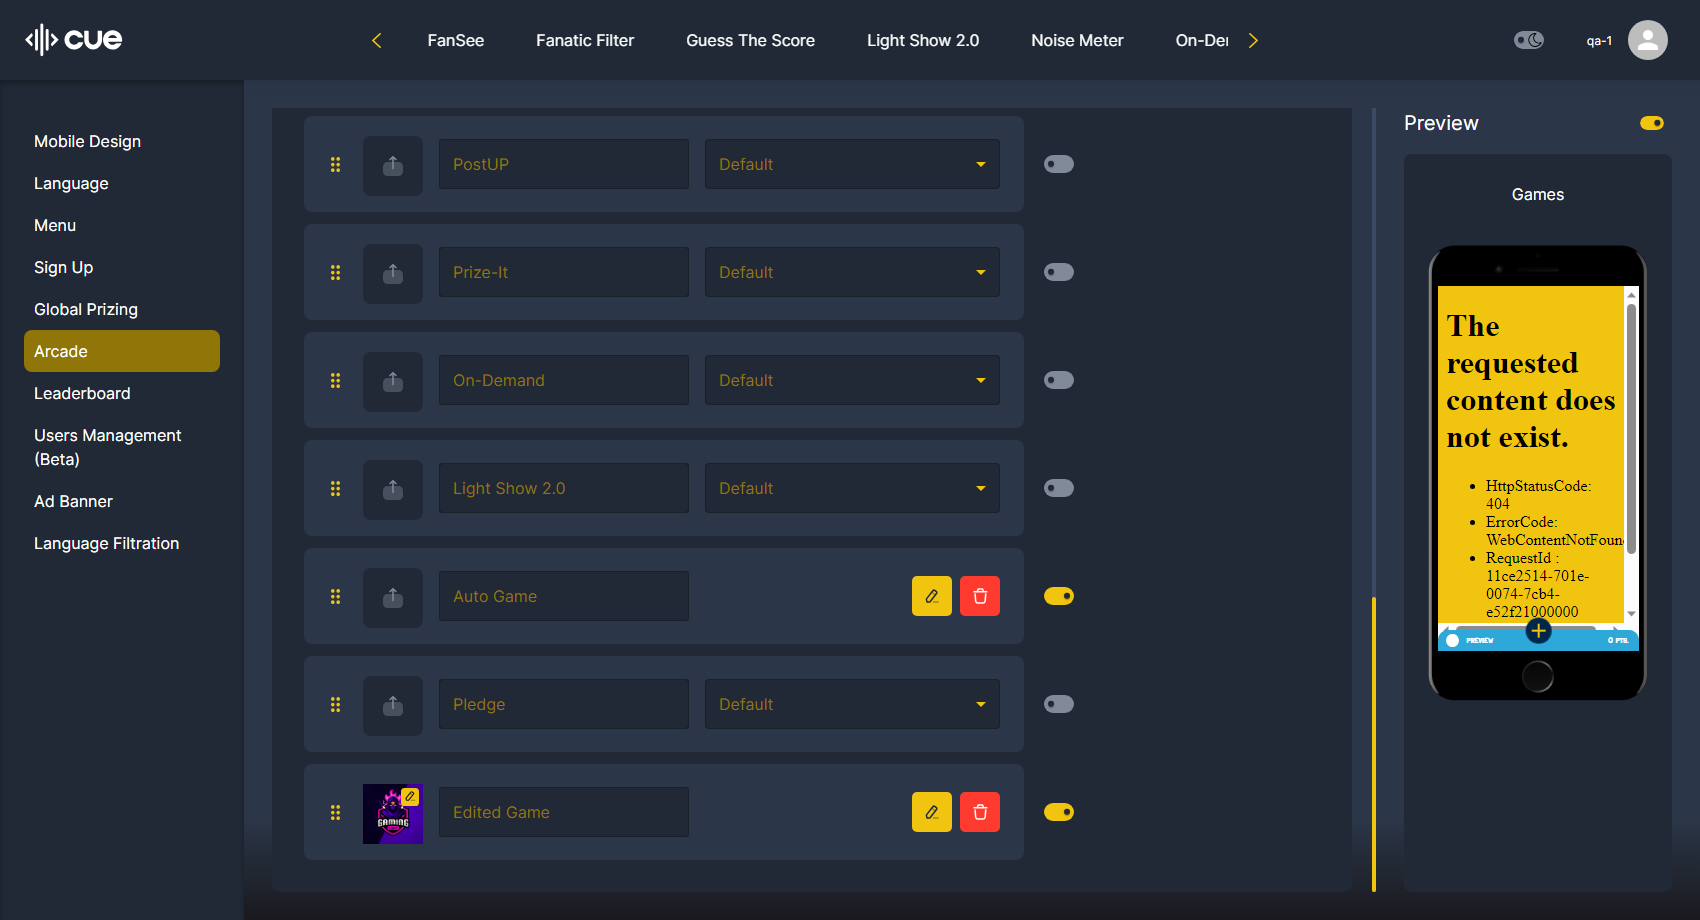 cue
FanSee
Fanatic Filter
Guess The Score
Light Show 2.0
Noise Meter
On-De
qa-1
Mobile Design
Language
Menu
Sign Up
Global Prizing
Arcade
Leaderboard
Users Management
(Beta)
Ad Banner
Language Filtration
PostUP
Default
Prize-It
Default
On-Demand
Default
Light Show 2.0
Default
Auto Game
Pledge
Default
GAMING
Edited Game
Preview
Games
The
requested
content does
not exist.
HttpStatusCode:
404
ErrorCode:
WebContentNotFoun
RequestId :
11ce2514-701e-
0074-7cb4-
e52f21000000
PREVIEW
0 PTS.